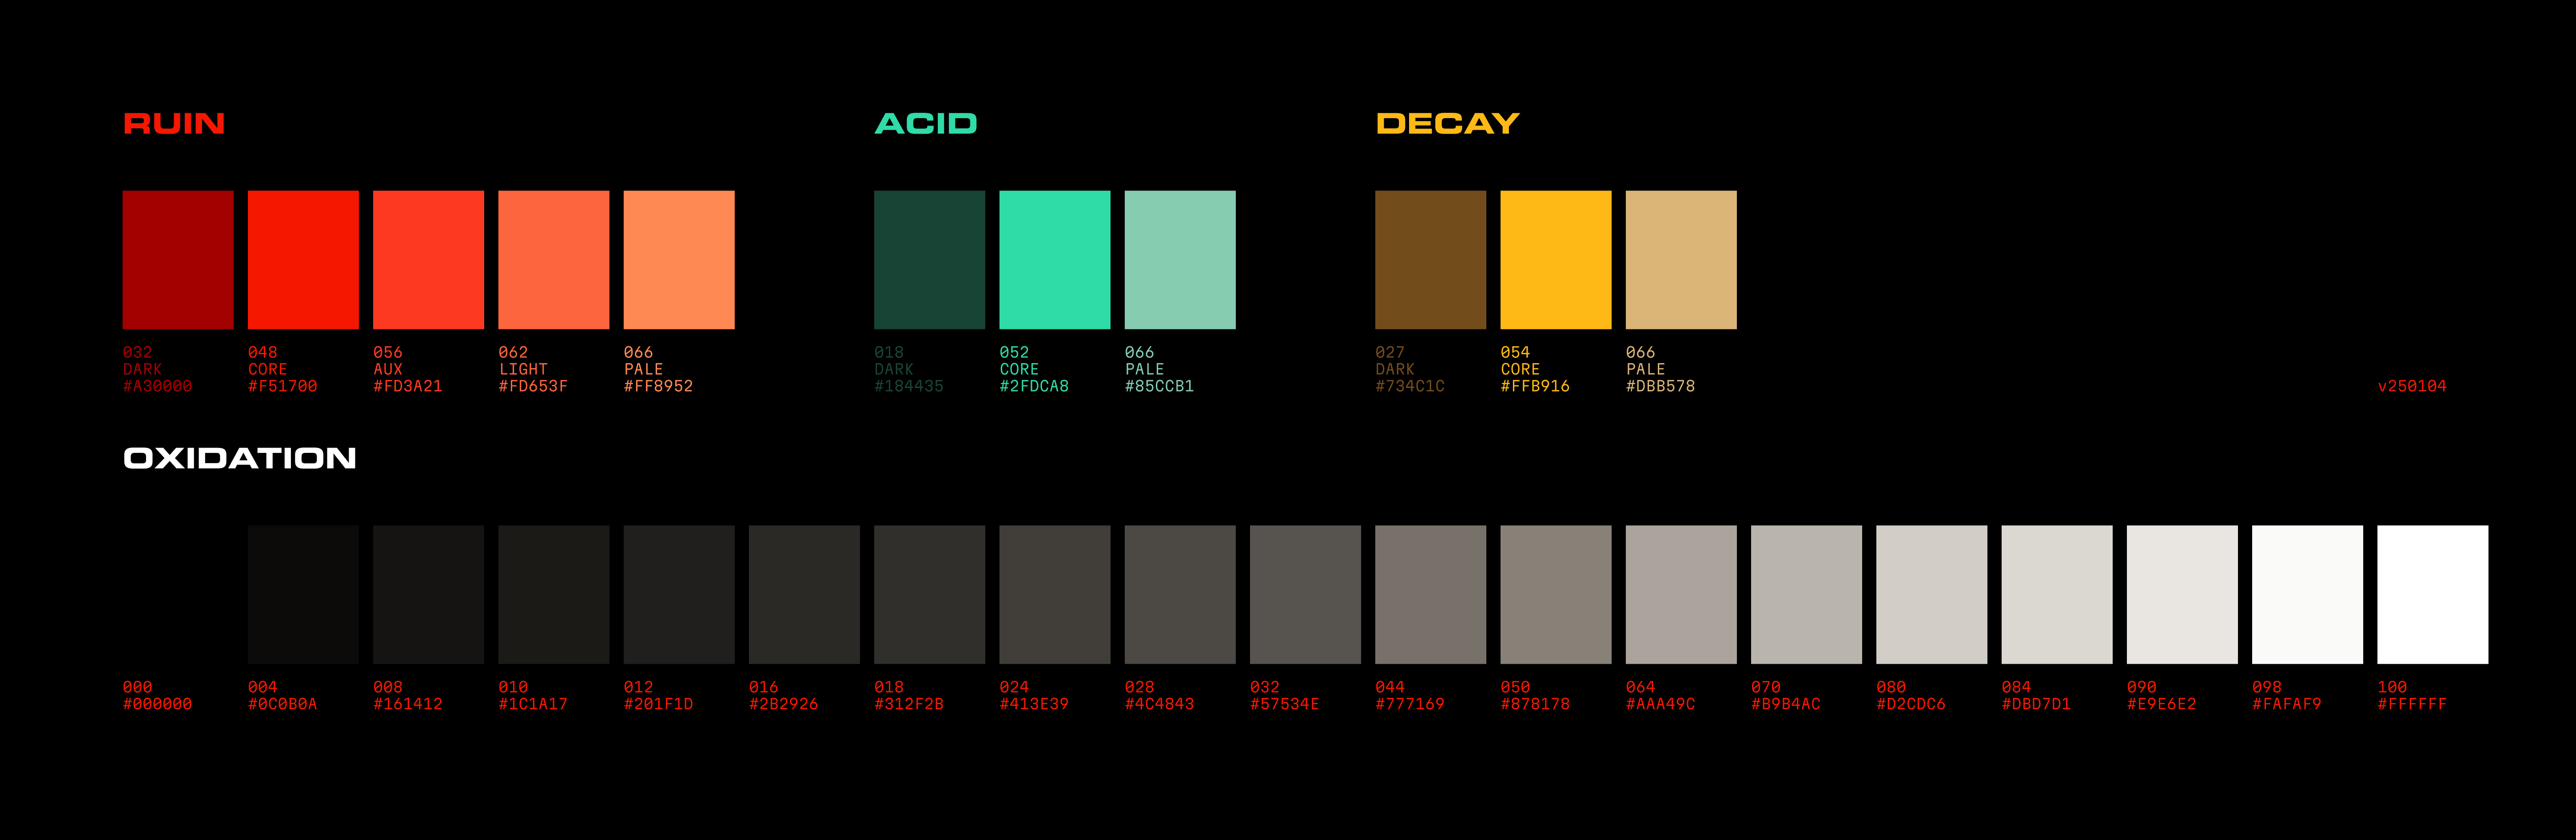 RUIN
032
DARK
#A30000
048
CORE
#F51700
056
AUX
#FD3A21
062
LIGHT
#FD653F
066
PALE
#FF8952
ACID
018
DARK
#184435
052
CORE
#2FDCA8
066
PALE
#85CCB1
DECAY
027
DARK
#734C1C
054
CORE
#FFB916
066
PALE
#DBB578
v250104
OXIDATION
000
#000000
004
#0C0B0A
008
#161412
010
#1C1A17
012
#201F1D
016
#2B2926
018
#312F2B
024
#413E39
028
#4C4843
032
#57534E
044
#777169
050
#878178
064
#AAA49C
070
#B9B4AC
080
#D2CDC6
084
#DBD7D1
090
#E9E6E2
098
#FAFAF9
100
#FFFFFF